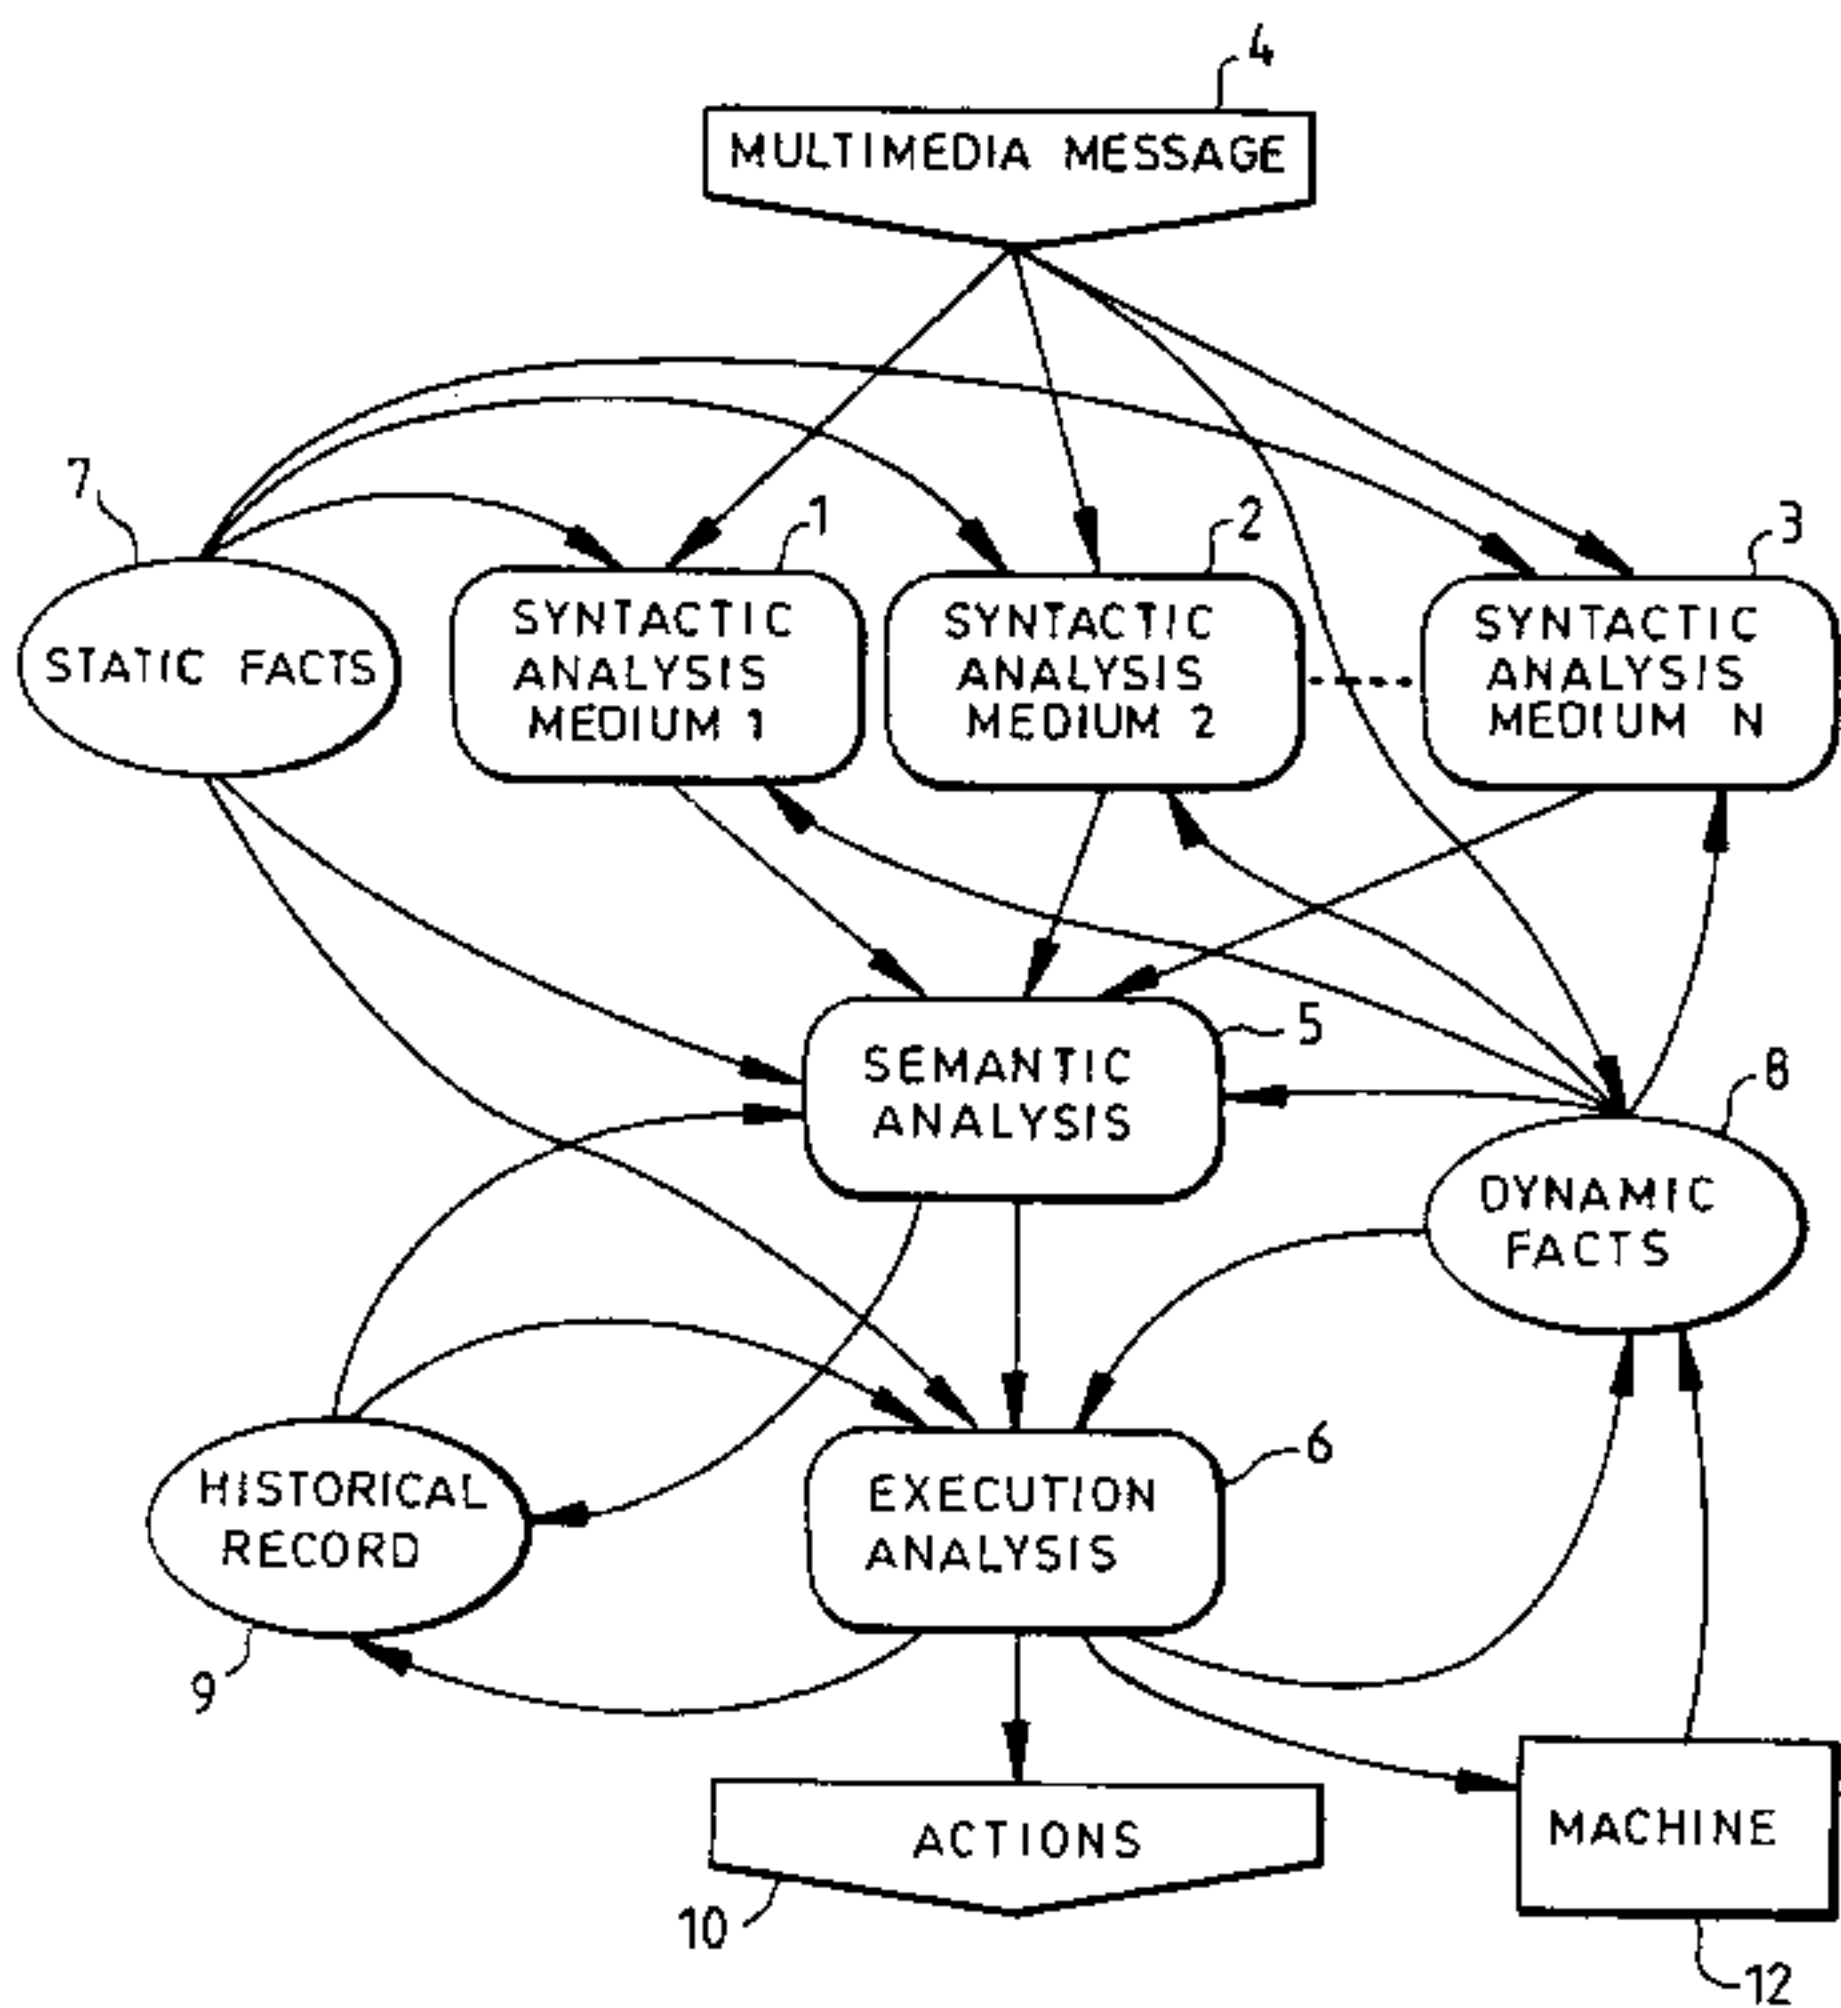 4
MULTIMEDIA MESSAGE
7
1
2
3
STATIC FACTS
SYNTACTIC
ANALYSIS
MEDIUM 1
SYNTACTIC
ANALYSIS
MEDIUM 2
SYNTACTIC
ANALYSIS
MEDIUM N
5
SEMANTIC
ANALYSIS
8
DYNAMIC
FACTS
6
HISTORICAL
RECORD
EXECUTION
ANALYSIS
9
ACTIONS
MACHINE
10
12